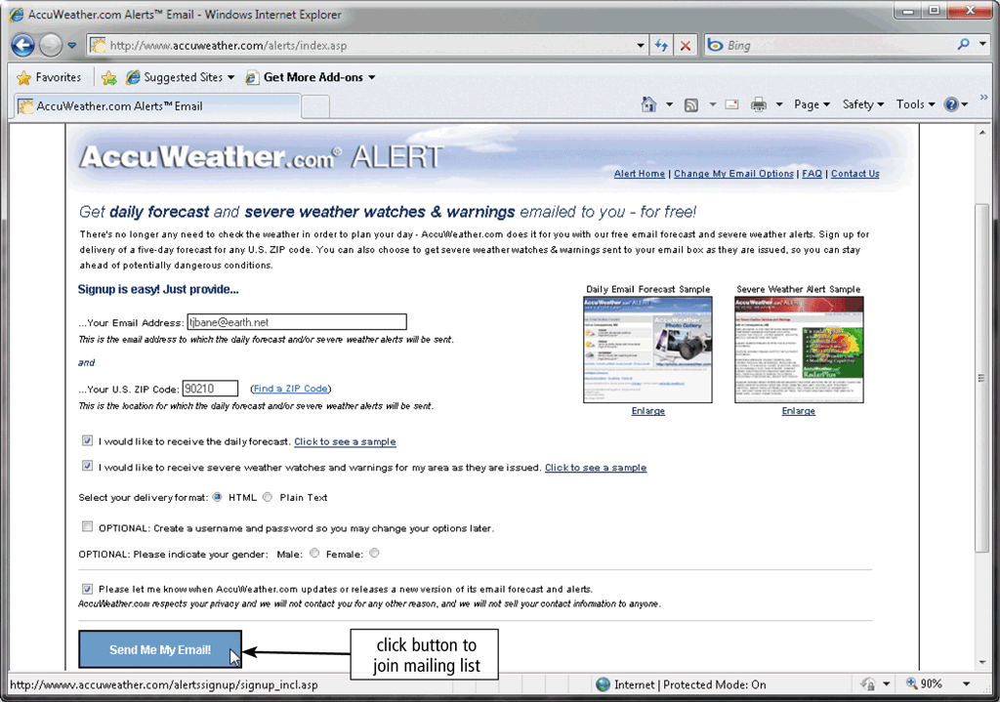 AccuWeather.com Alerts™ Email - Windows Internet Explorer
http://www.accuweather.com/alerts/index.asp
Bing
Favorites Suggested Sites Get More Add-ons
AccuWeather.com Alerts™ Email
Page Safety Tools
AccuWeather.com® ALERT
Alert Home | Change My Email Options | FAQ | Contact Us
Get daily forecast and severe weather watches & warnings emailed to you - for free!
There's no longer any need to check the weather in order to plan your day - AccuWeather.com does it for you with our free email forecast and severe weather alerts. Sign up for
delivery of a five-day forecast for any U.S. ZIP code. You can also choose to get severe weather watches & warnings sent to your email box as they are issued, so you can stay
ahead of potentially dangerous conditions.
Signup is easy! Just provide...
Daily Email Forecast Sample
Severe Weather Alert Sample
...Your Email Address: tjbane@earth.net
This is the email address to which the daily forecast and/or severe weather alerts will be sent.
and
...Your U.S. ZIP Code: 90210 (Find a ZIP Code)
This is the location for which the daily forecast and/or severe weather alerts will be sent.
Enlarge
Enlarge
I would like to receive the daily forecast. Click to see a sample
I would like to receive severe weather watches and warnings for my area as they are issued. Click to see a sample
Select your delivery format: HTML Plain Text
OPTIONAL: Create a username and password so you may change your options later.
OPTIONAL: Please indicate your gender: Male: Female:
Please let me know when AccuWeather.com updates or releases a new version of its email forecast and alerts.
AccuWeather.com respects your privacy and we will not contact you for any other reason, and we will not sell your contact information to anyone.
Send Me My Email!
click button to
join mailing list
http://www.accuweather.com/alertssignup/signup_incl.asp
Internet | Protected Mode: On
90%